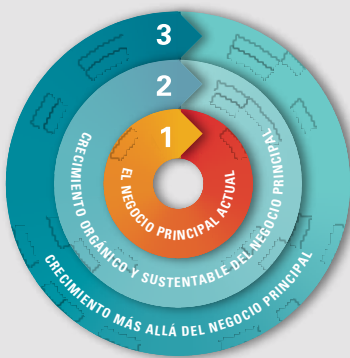 3
2
1
EL NEGOCIO PRINCIPAL ACTUAL
CRECIMIENTO ORGÁNICO Y SUSTENTABLE DEL NEGOCIO PRINCIPAL
CRECIMIENTO MÁS ALLÁ DEL NEGOCIO PRINCIPAL